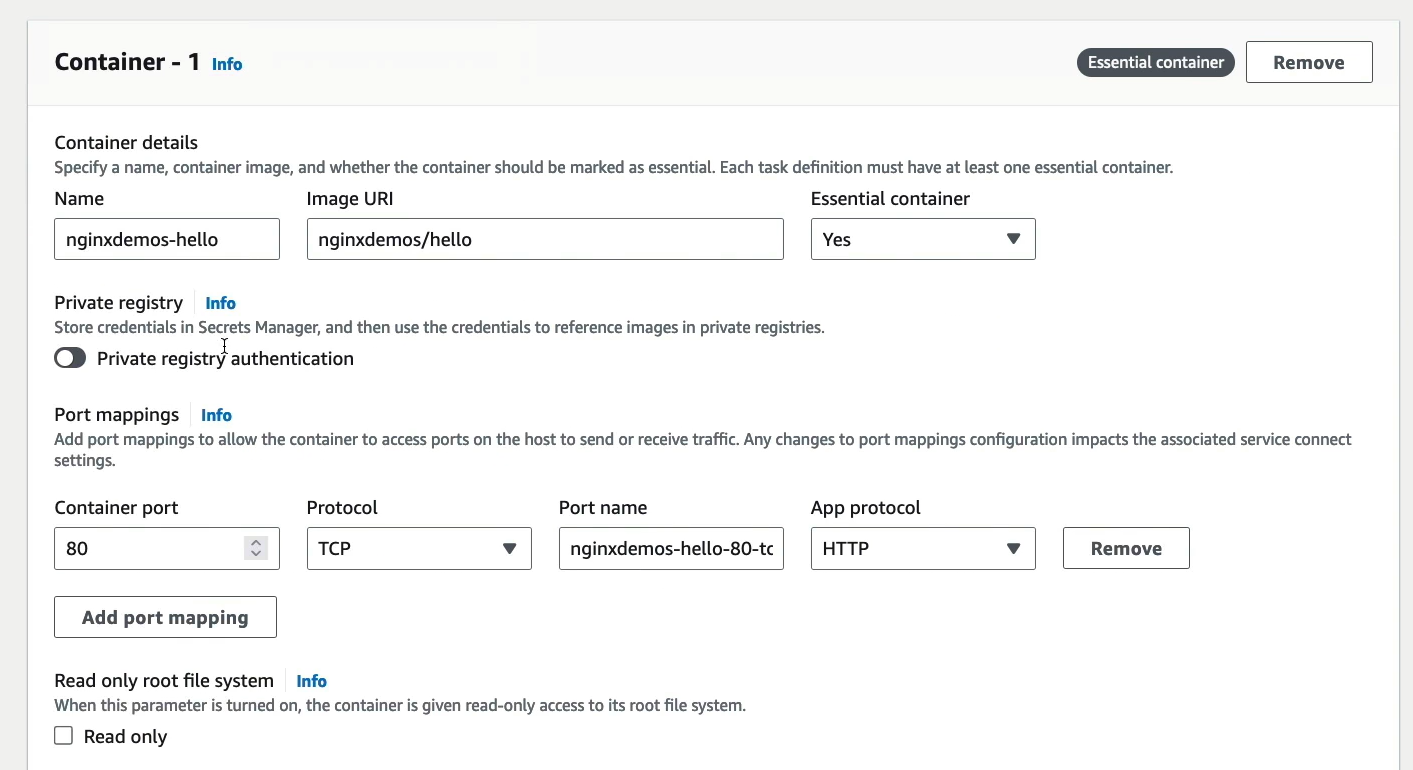 Container - 1 Info Essential container Remove
Container details
Specify a name, container image, and whether the container should be marked as essential. Each task definition must have at least one essential container.
Name Image URI Essential container
nginxdemos-hello nginxdemos/hello Yes
Private registry Info
Store credentials in Secrets Manager, and then use the credentials to reference images in private registries.
Private registry authentication
Port mappings Info
Add port mappings to allow the container to access ports on the host to send or receive traffic. Any changes to port mappings configuration impacts the associated service connect
settings.
Container port Protocol Port name App protocol
80 TCP nginxdemos-hello-80-tc HTTP Remove
Add port mapping
Read only root file system Info
When this parameter is turned on, the container is given read-only access to its root file system.
Read only